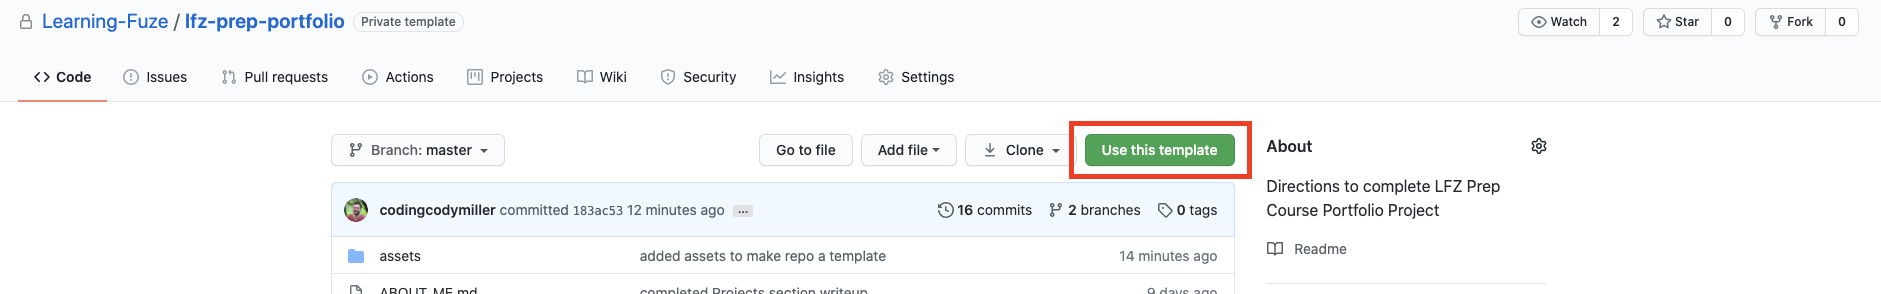 Learning-Fuze / lfz-prep-portfolio Private template
Watch 2 Star 0 Fork 0
Code Issues Pull requests Actions Projects Wiki Security Insights Settings
Branch: master Go to file Add file Clone Use this template
codingcodymiller committed 183ac53 12 minutes ago ... 16 commits 2 branches 0 tags
assets added assets to make repo a template 14 minutes ago
ABOUT-ME.md completed Projects section writeup 9 days ago
About
Directions to complete LFZ Prep
Course Portfolio Project
Readme